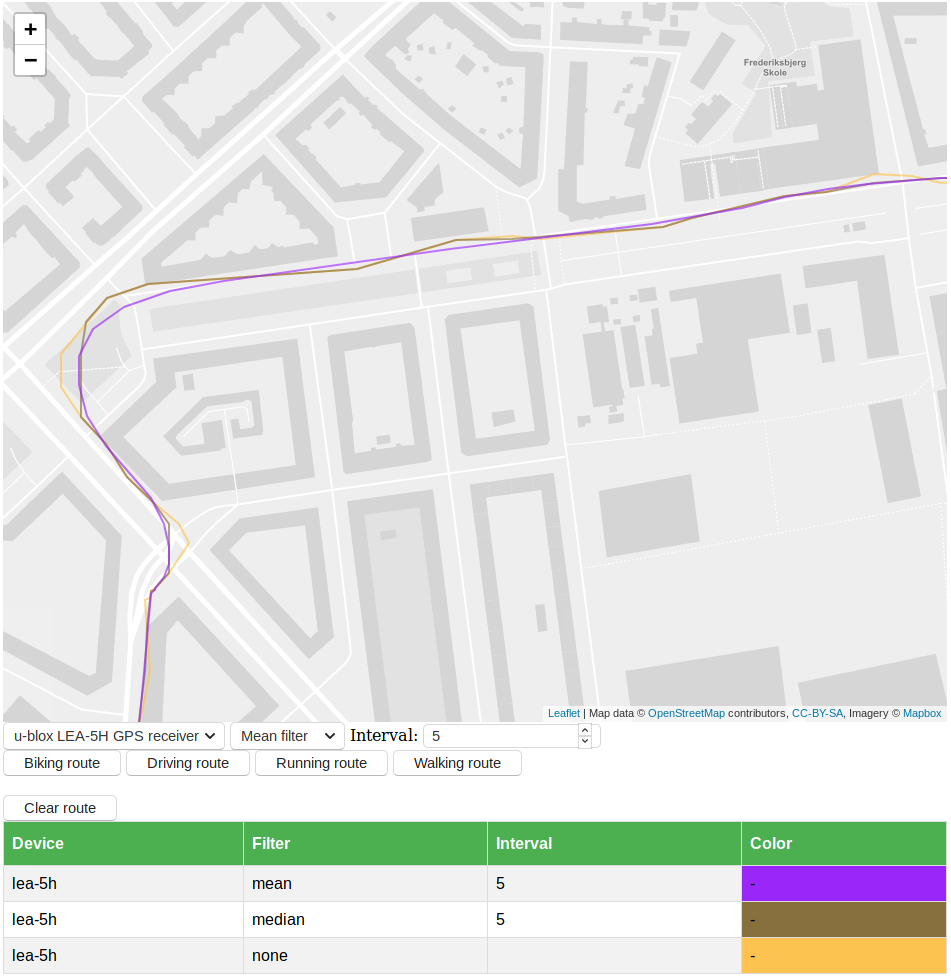 +
−
Frederiksbjerg
Skole
Leaflet | Map data © OpenStreetMap contributors, CC-BY-SA, Imagery © Mapbox
u-blox LEA-5H GPS receiver Mean filter Interval: 5
Biking route Driving route Running route Walking route
Clear route
Device Filter Interval Color
lea-5h mean 5 -
lea-5h median 5 -
lea-5h none -